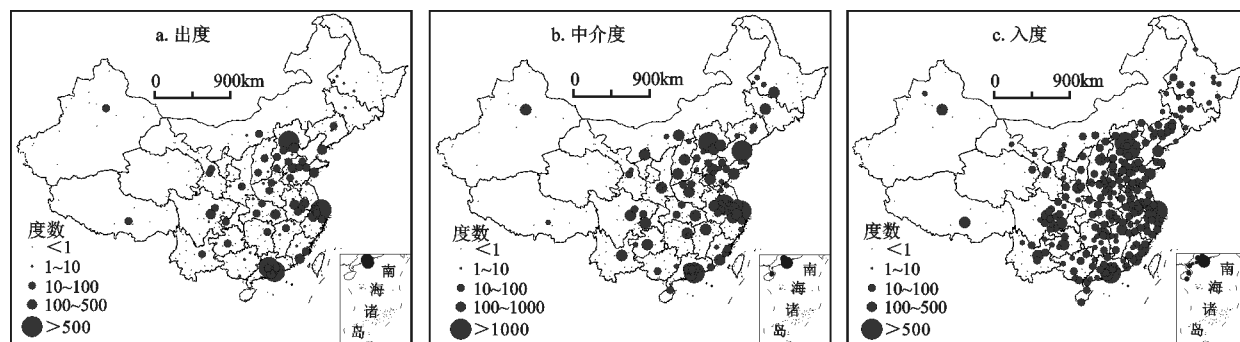 a. 出度
0 900km
度数
<1
1~10
10~100
100~500
>500
南
海
诸
岛
b. 中介度
0 900km
度数
<1
1~10
10~100
100~1000
>1000
南
海
诸
岛
c. 入度
0 900km
度数
<1
1~10
10~100
100~500
>500
南
海
诸
岛